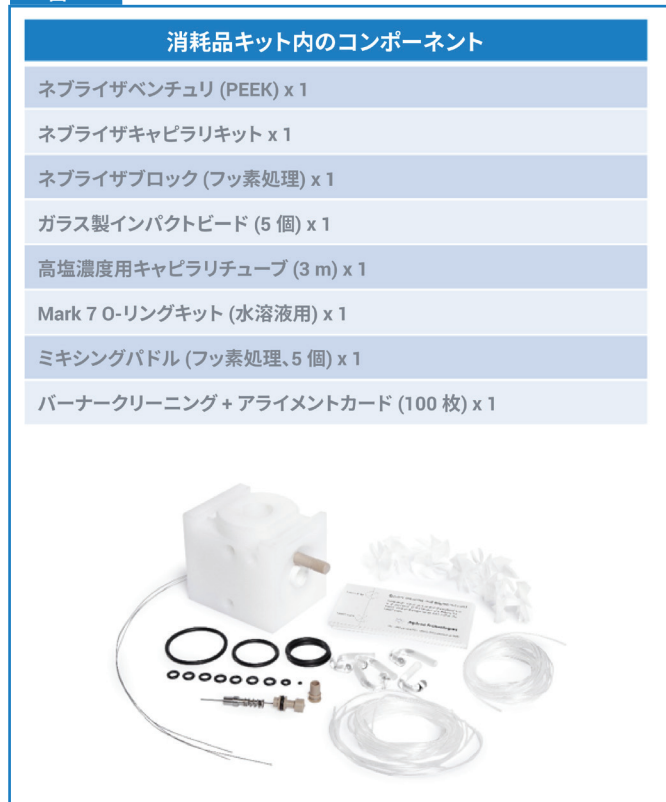 消耗品キット内のコンポーネント
ネブライザベンチュリ (PEEK) x 1
ネブライザキャピラリキット x 1
ネブライザブロック (フッ素処理) x 1
ガラス製インパクトビード (5 個) x 1
高塩濃度用キャピラリチューブ (3 m) x 1
Mark 7 O-リングキット (水溶液用) x 1
ミキシングパドル (フッ素処理、5 個) x 1
バーナークリーニング + アライメントカード (100 枚) x 1
Agilent Technologies